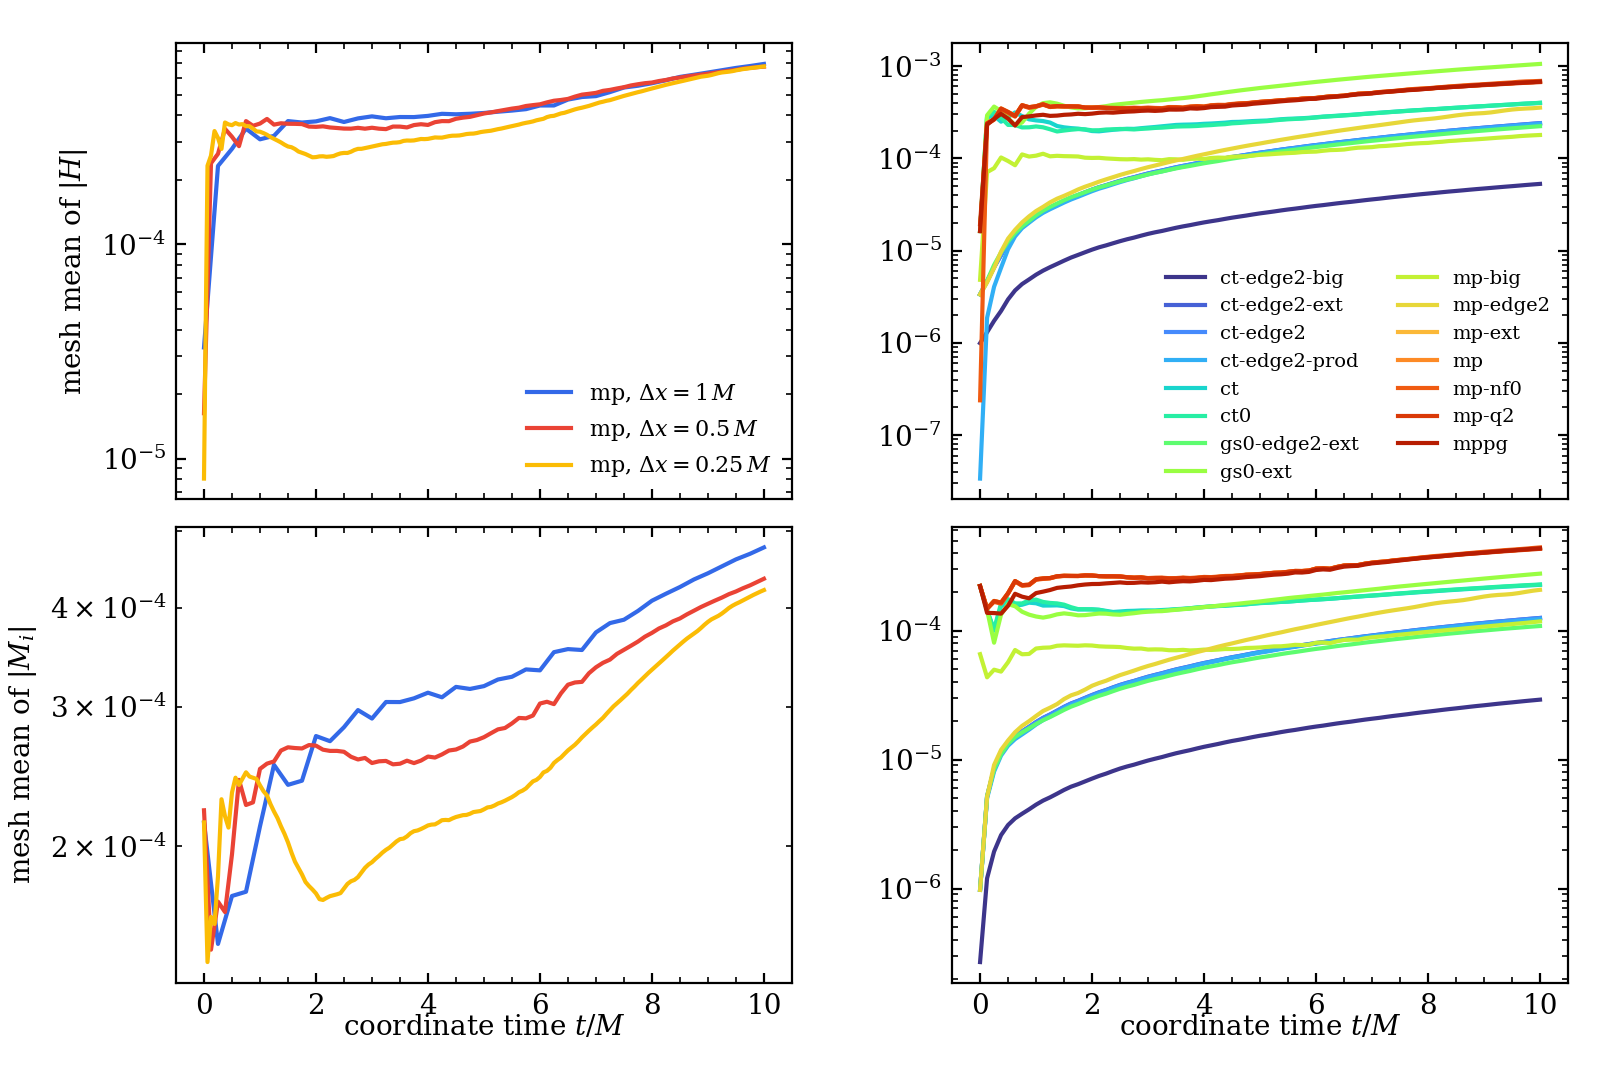 mesh mean of |H|
10⁻⁴
10⁻⁵
mp, Δx = 1 M
mp, Δx = 0.5 M
mp, Δx = 0.25 M
10⁻³
10⁻⁴
10⁻⁵
10⁻⁶
10⁻⁷
ct-edge2-big
ct-edge2-ext
ct-edge2
ct-edge2-prod
ct
ct0
gs0-edge2-ext
gs0-ext
mp-big
mp-edge2
mp-ext
mp
mp-nf0
mp-q2
mppg
mesh mean of |Mᵢ|
4 × 10⁻⁴
3 × 10⁻⁴
2 × 10⁻⁴
0 2 4 6 8 10
coordinate time t/M
10⁻⁴
10⁻⁵
10⁻⁶
0 2 4 6 8 10
coordinate time t/M